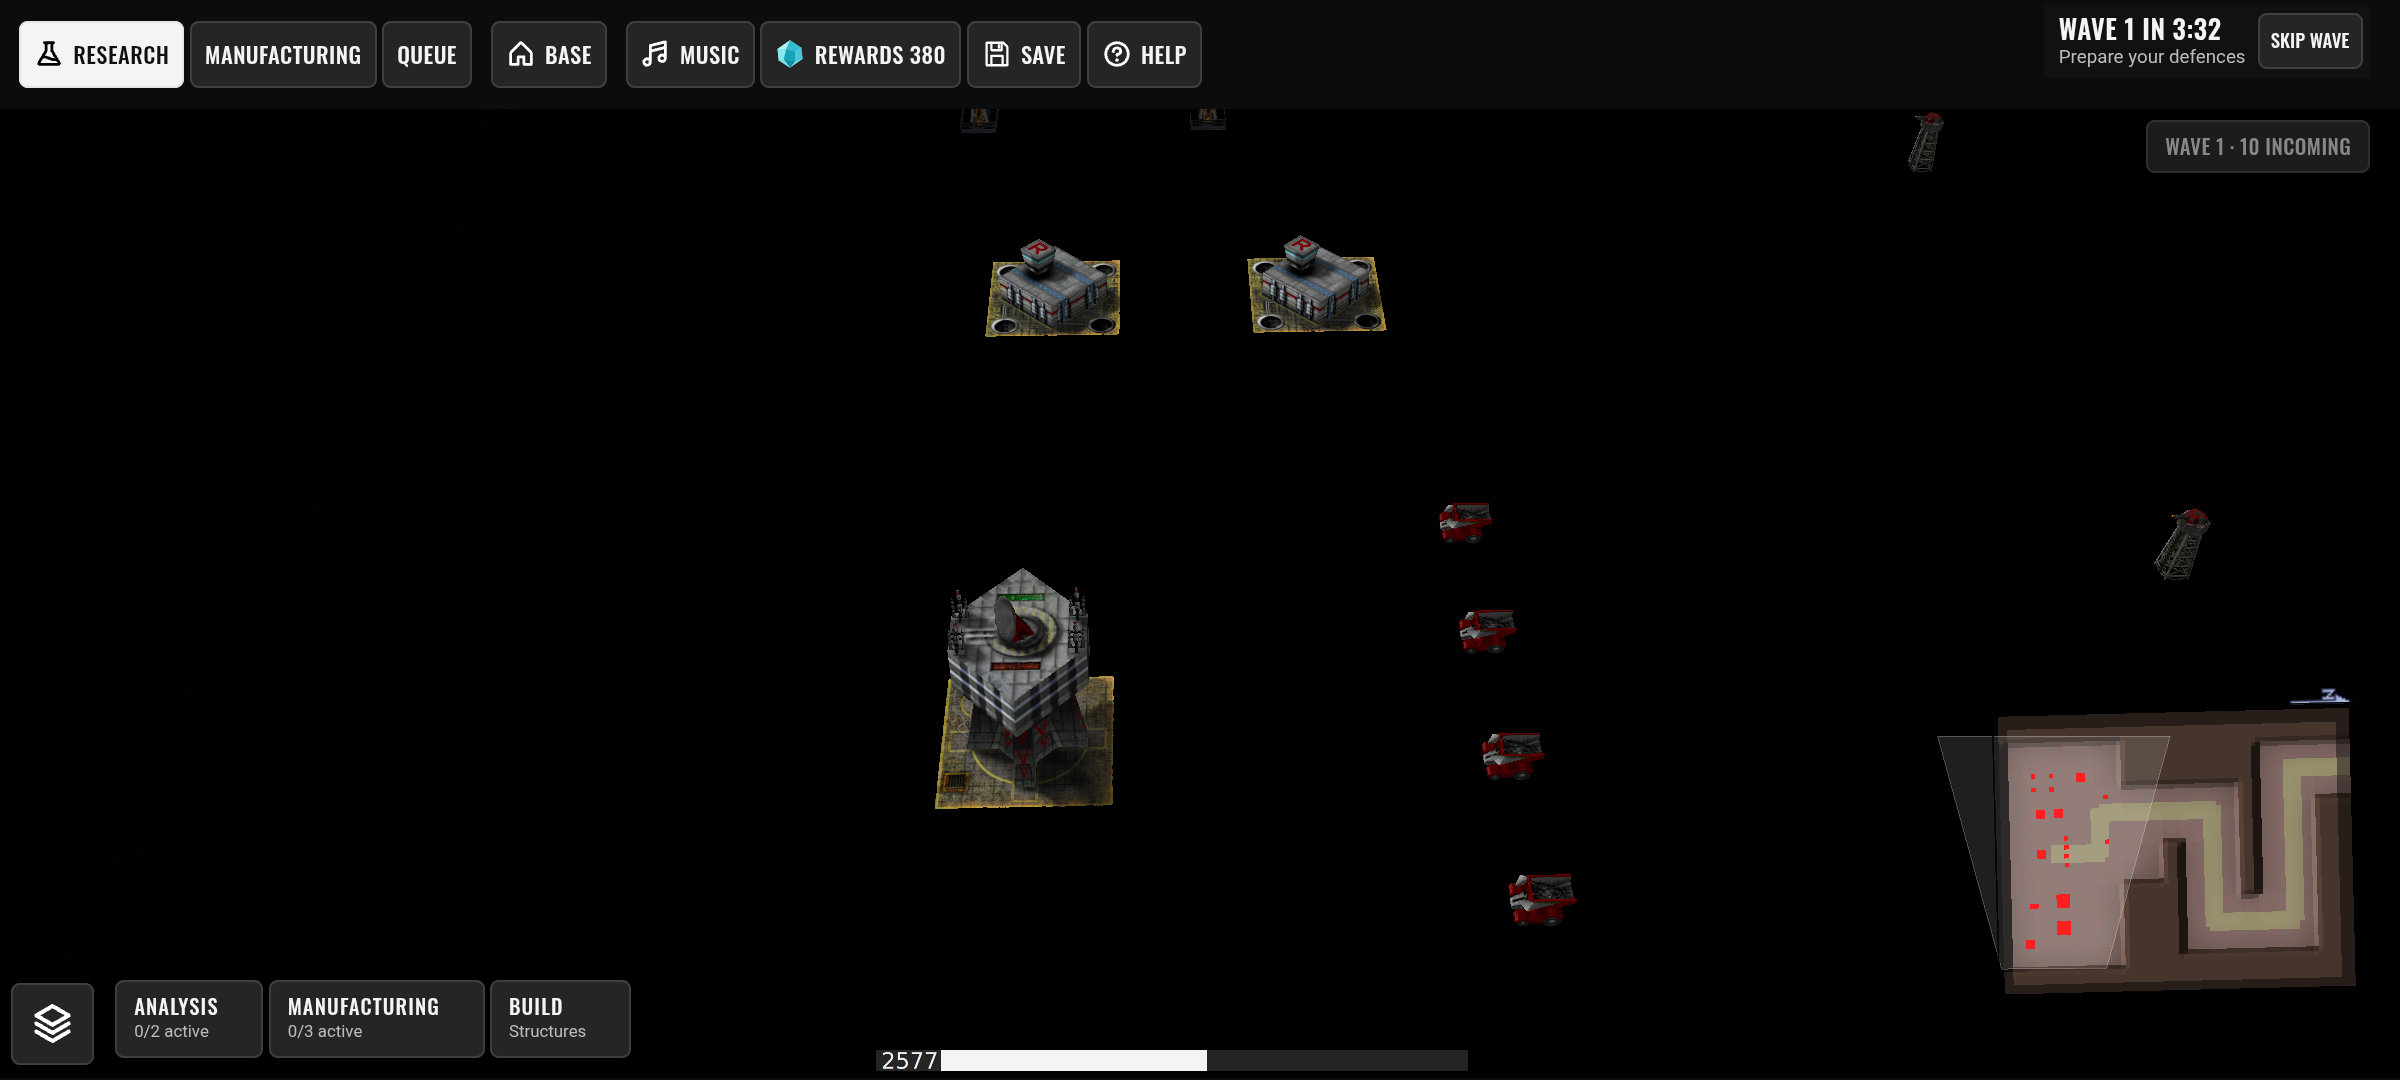 RESEARCH
MANUFACTURING
QUEUE
BASE
MUSIC
REWARDS 380
SAVE
HELP
WAVE 1 IN 3:32
Prepare your defences
SKIP WAVE
WAVE 1 · 10 INCOMING
R
R
N
ANALYSIS
0/2 active
MANUFACTURING
0/3 active
BUILD
Structures
2577